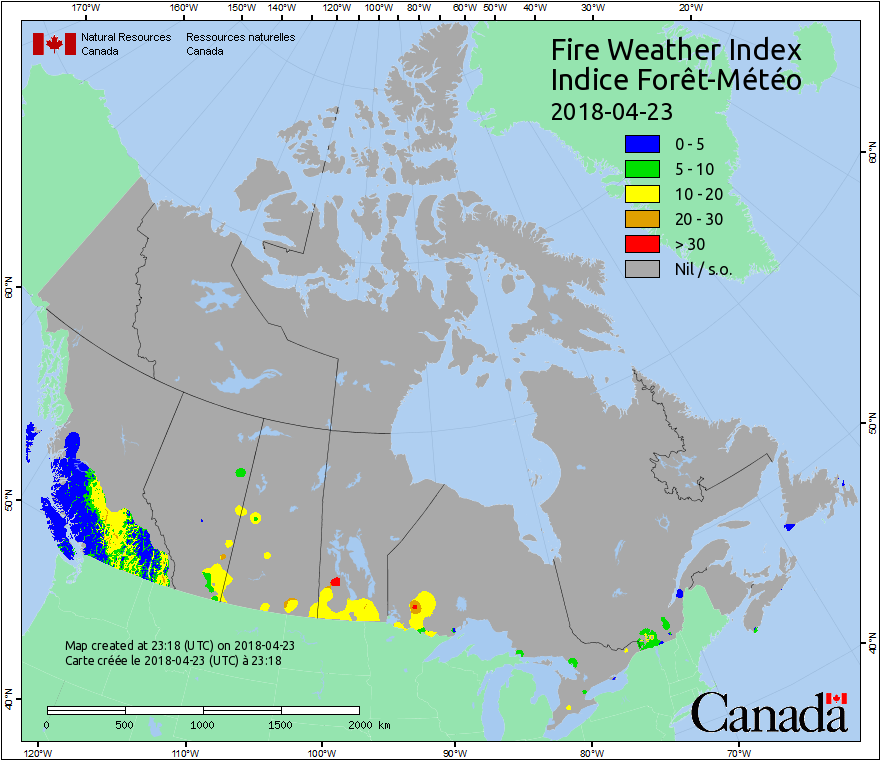 170°W 160°W 150°W 140°W 130°W 120°W 110°W 100°W 90°W 80°W 70°W 60°W 50°W 40°W 30°W 20°W
Natural Resources Ressources naturelles
Canada Canada
Fire Weather Index
Indice Forêt-Météo
2018-04-23
0 - 5
5 - 10
10 - 20
20 - 30
> 30
Nil / s.o.
60°N
60°N
50°N
50°N
40°N
40°N
Map created at 23:18 (UTC) on 2018-04-23
Carte créée le 2018-04-23 (UTC) à 23:18
0 500 1000 1500 2000 km
Canada
120°W 110°W 100°W 90°W 80°W 70°W